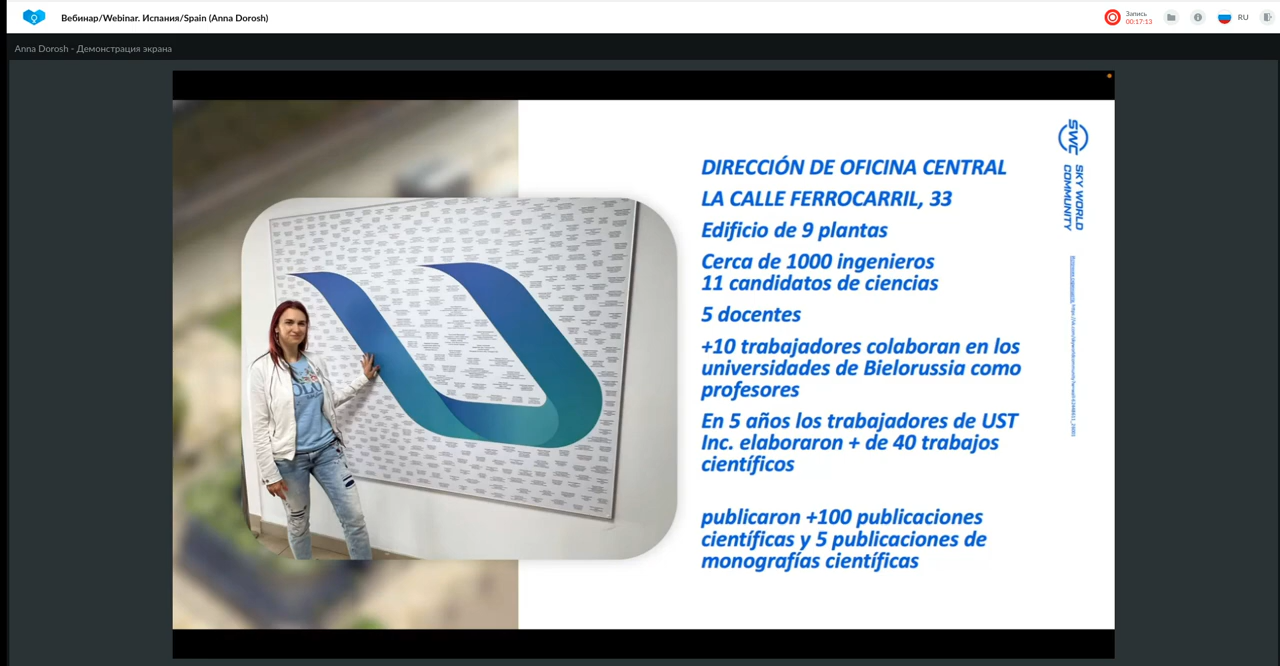 Вебинар/Webinar. Испания/Spain (Anna Dorosh)
Запись
00:17:13
RU
Anna Dorosh - Демонстрация экрана
DIRECCIÓN DE OFICINA CENTRAL
LA CALLE FERROCARRIL, 33
Edificio de 9 plantas
Cerca de 1000 ingenieros
11 candidatos de ciencias
5 docentes
+10 trabajadores colaboran en los
universidades de Bielorussia como
profesores
En 5 años los trabajadores de UST
Inc. elaboraron + de 40 trabajos
científicos
publicaron +100 publicaciones
científicas y 5 publicaciones de
monografías científicas
SWC
SKY WORLD
COMMUNITY